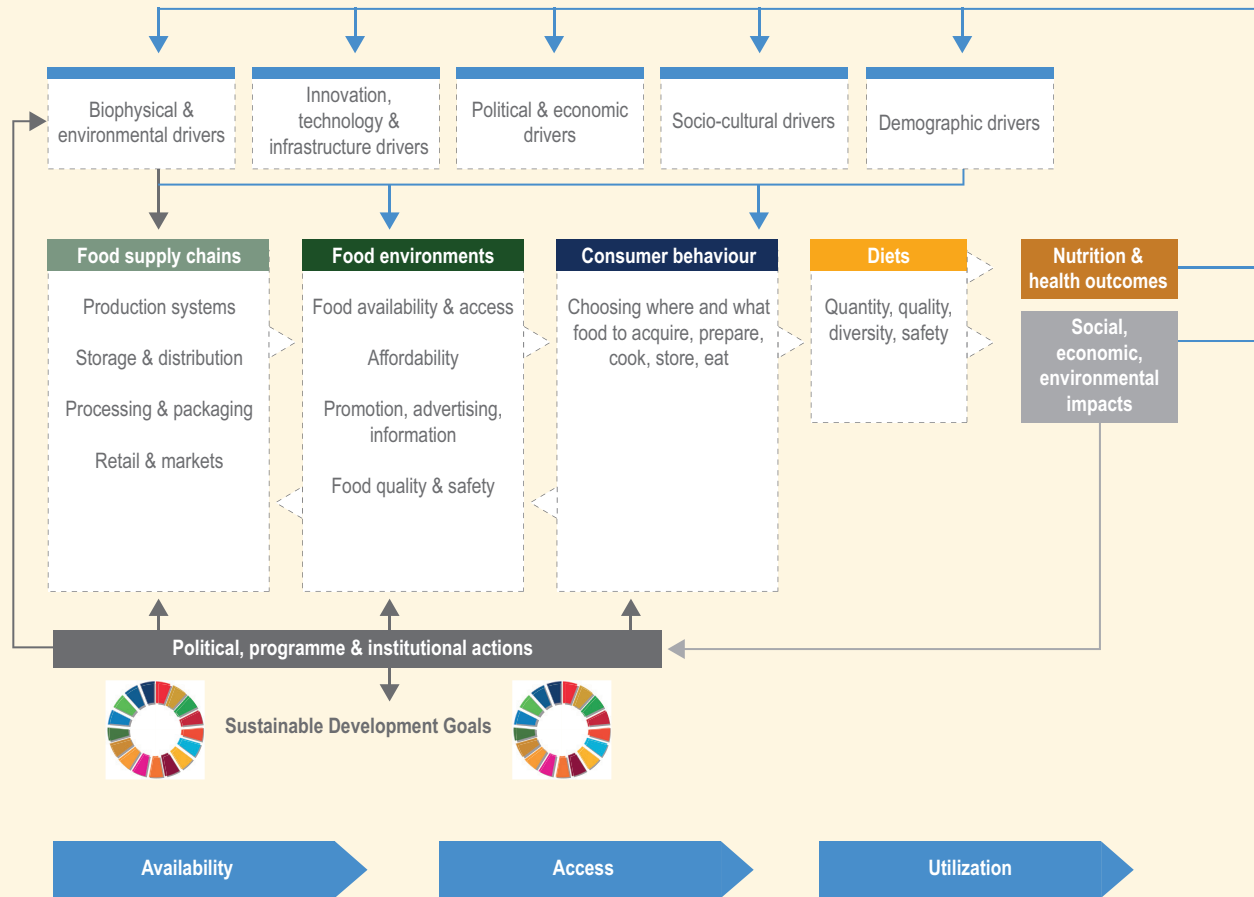 Biophysical &
environmental drivers
Innovation,
technology &
infrastructure drivers
Political & economic
drivers
Socio-cultural drivers
Demographic drivers
Food supply chains
Production systems
Storage & distribution
Processing & packaging
Retail & markets
Food environments
Food availability & access
Affordability
Promotion, advertising,
information
Food quality & safety
Consumer behaviour
Choosing where and what
food to acquire, prepare,
cook, store, eat
Diets
Quantity, quality,
diversity, safety
Nutrition &
health outcomes
Social,
economic,
environmental
impacts
Political, programme & institutional actions
Sustainable Development Goals
Availability
Access
Utilization